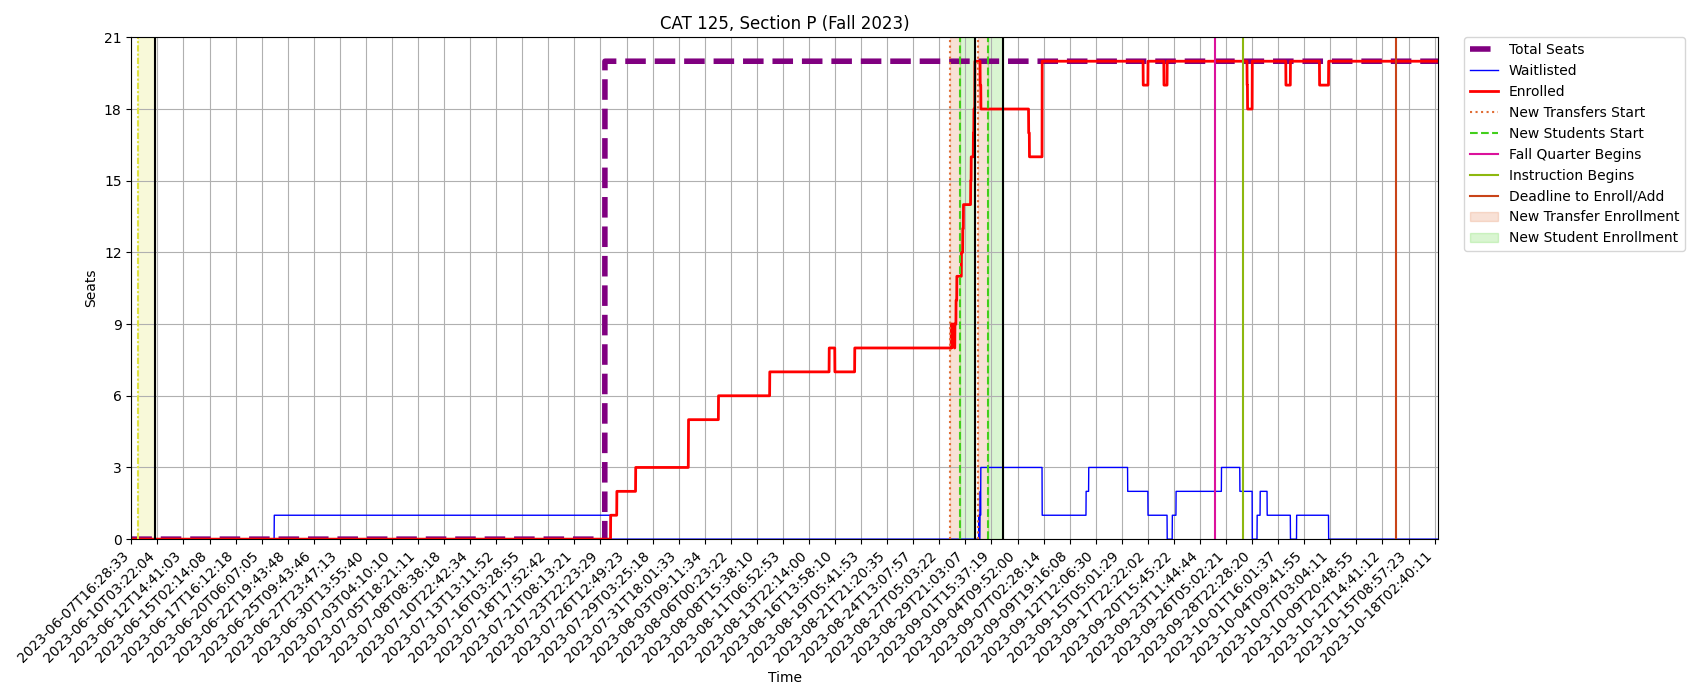 CAT 125, Section P (Fall 2023)
21
18
15
12
9
6
3
0
Seats
2023-06-07T16:28:33
2023-06-10T03:22:04
2023-06-12T14:41:03
2023-06-15T02:14:08
2023-06-17T16:12:18
2023-06-20T06:07:05
2023-06-22T19:43:48
2023-06-25T09:43:46
2023-06-27T23:47:13
2023-06-30T13:55:40
2023-07-03T04:10:10
2023-07-05T18:21:11
2023-07-08T08:38:18
2023-07-10T22:42:34
2023-07-13T13:11:52
2023-07-16T03:28:55
2023-07-18T17:52:42
2023-07-21T08:13:21
2023-07-23T22:23:29
2023-07-26T12:49:23
2023-07-29T03:25:18
2023-07-31T18:01:33
2023-08-03T09:11:34
2023-08-06T00:23:22
2023-08-08T15:38:10
2023-08-11T06:52:53
2023-08-13T22:14:00
2023-08-16T13:58:10
2023-08-19T05:41:53
2023-08-21T21:20:35
2023-08-24T13:07:57
2023-08-27T05:03:22
2023-08-29T21:03:07
2023-09-01T15:37:19
2023-09-04T09:52:00
2023-09-07T02:28:14
2023-09-09T19:16:08
2023-09-12T12:06:30
2023-09-15T05:01:29
2023-09-17T22:22:02
2023-09-20T15:45:22
2023-09-23T11:44:44
2023-09-26T05:02:21
2023-09-28T22:28:20
2023-10-01T16:01:37
2023-10-04T09:41:55
2023-10-07T03:04:11
2023-10-09T20:48:55
2023-10-12T14:41:12
2023-10-15T08:57:23
2023-10-18T02:40:11
Time
Total Seats
Waitlisted
Enrolled
New Transfers Start
New Students Start
Fall Quarter Begins
Instruction Begins
Deadline to Enroll/Add
New Transfer Enrollment
New Student Enrollment